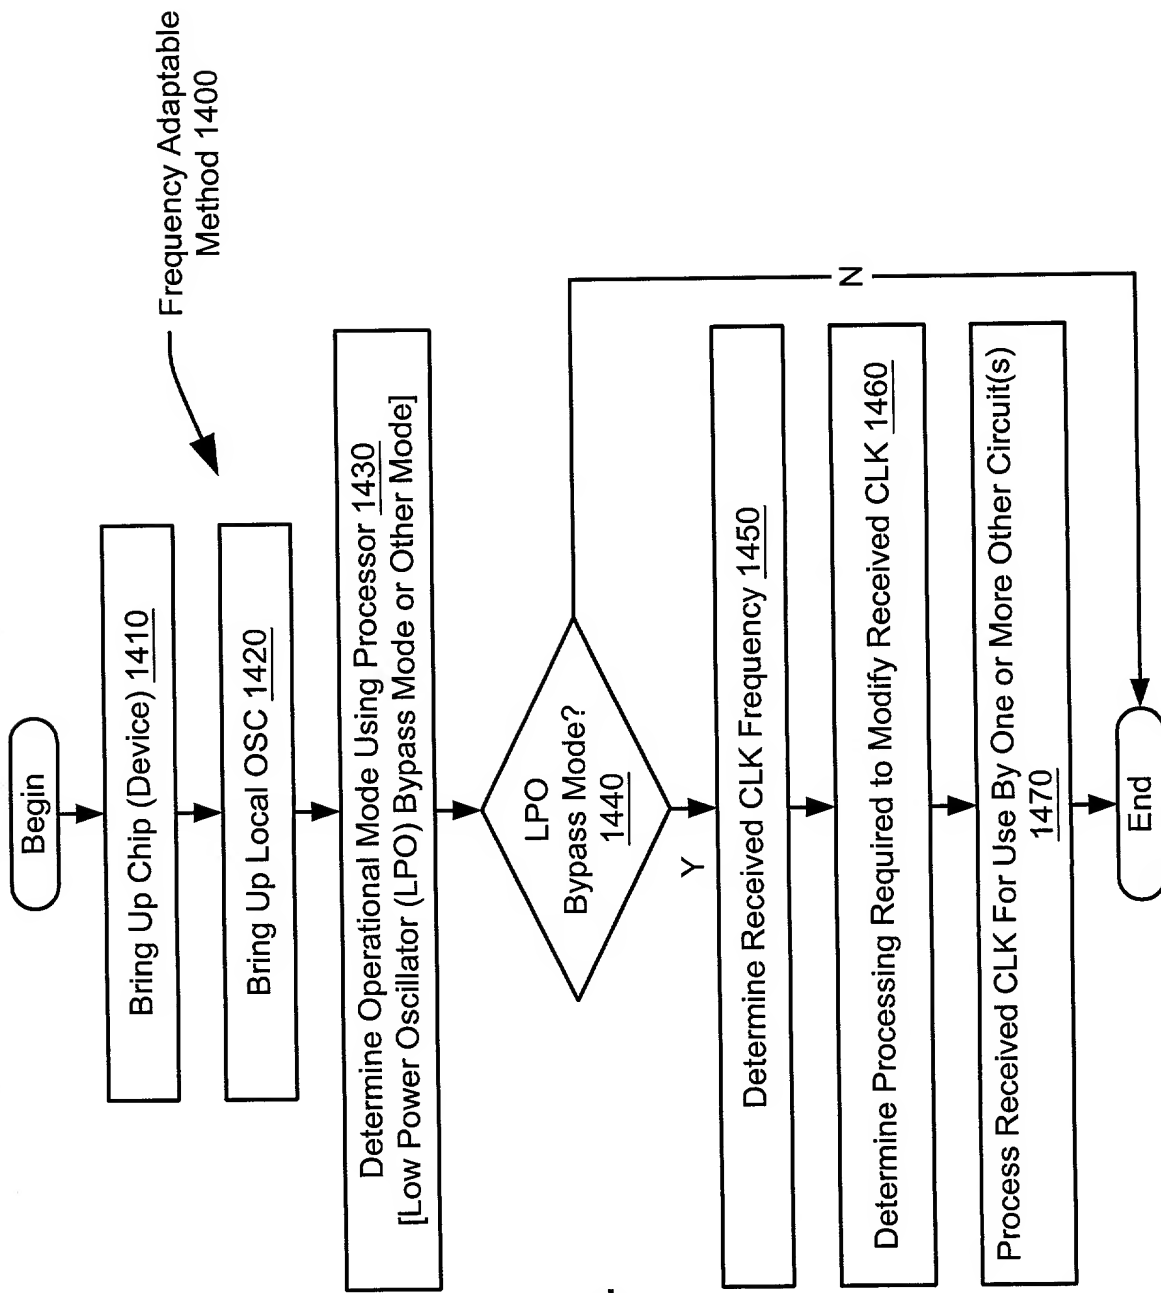 Frequency Adaptable
Method 1400
Begin
Bring Up Chip (Device) 1410
Bring Up Local OSC 1420
Determine Operational Mode Using Processor 1430
[Low Power Oscillator (LPO) Bypass Mode or Other Mode]
LPO
Bypass Mode?
1440
Y
N
Determine Received CLK Frequency 1450
Determine Processing Required to Modify Received CLK 1460
Process Received CLK For Use By One or More Other Circuit(s)
1470
End